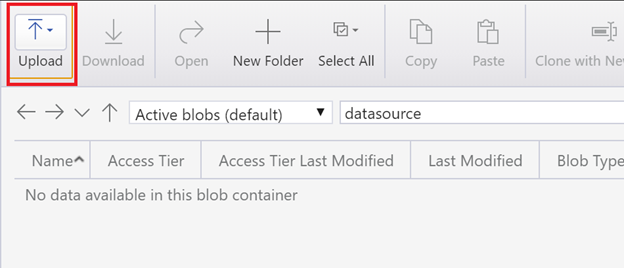 Upload Download Open New Folder Select All Copy Paste Clone with New
Active blobs (default) datasource
Name Access Tier Access Tier Last Modified Last Modified Blob Type
No data available in this blob container